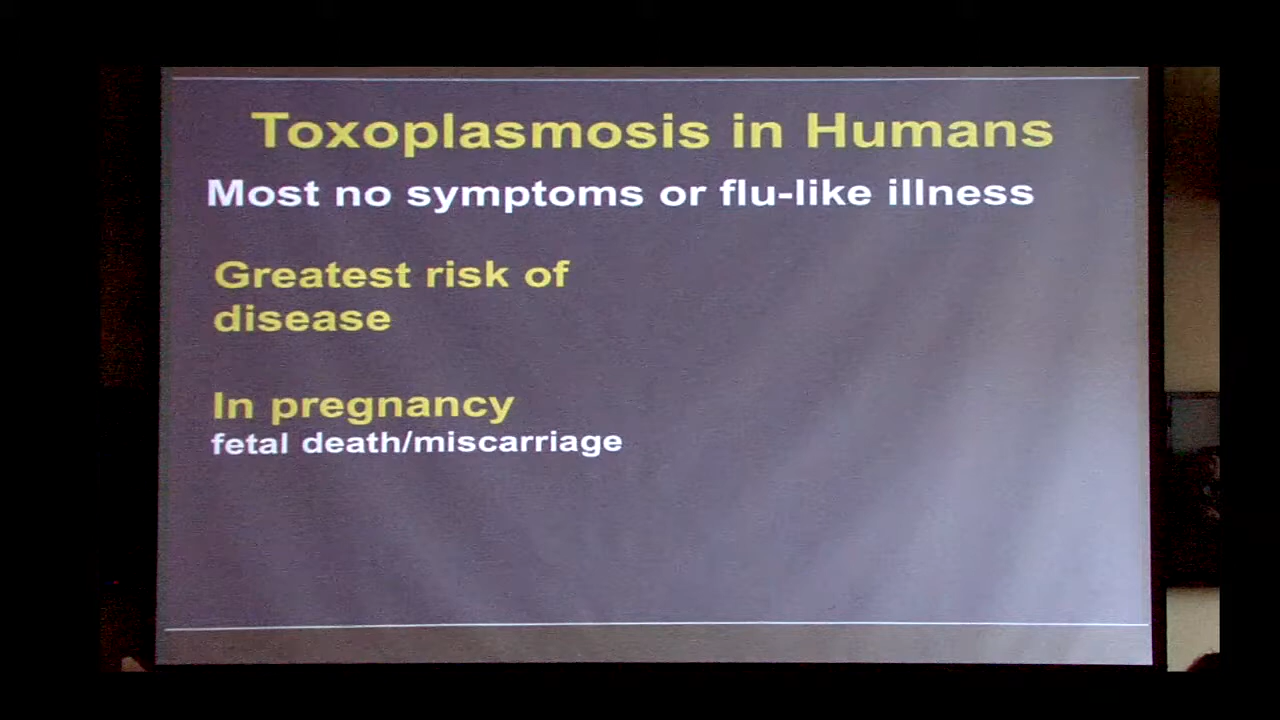 Toxoplasmosis in Humans
Most no symptoms or flu-like illness
Greatest risk of
disease
In pregnancy
fetal death/miscarriage